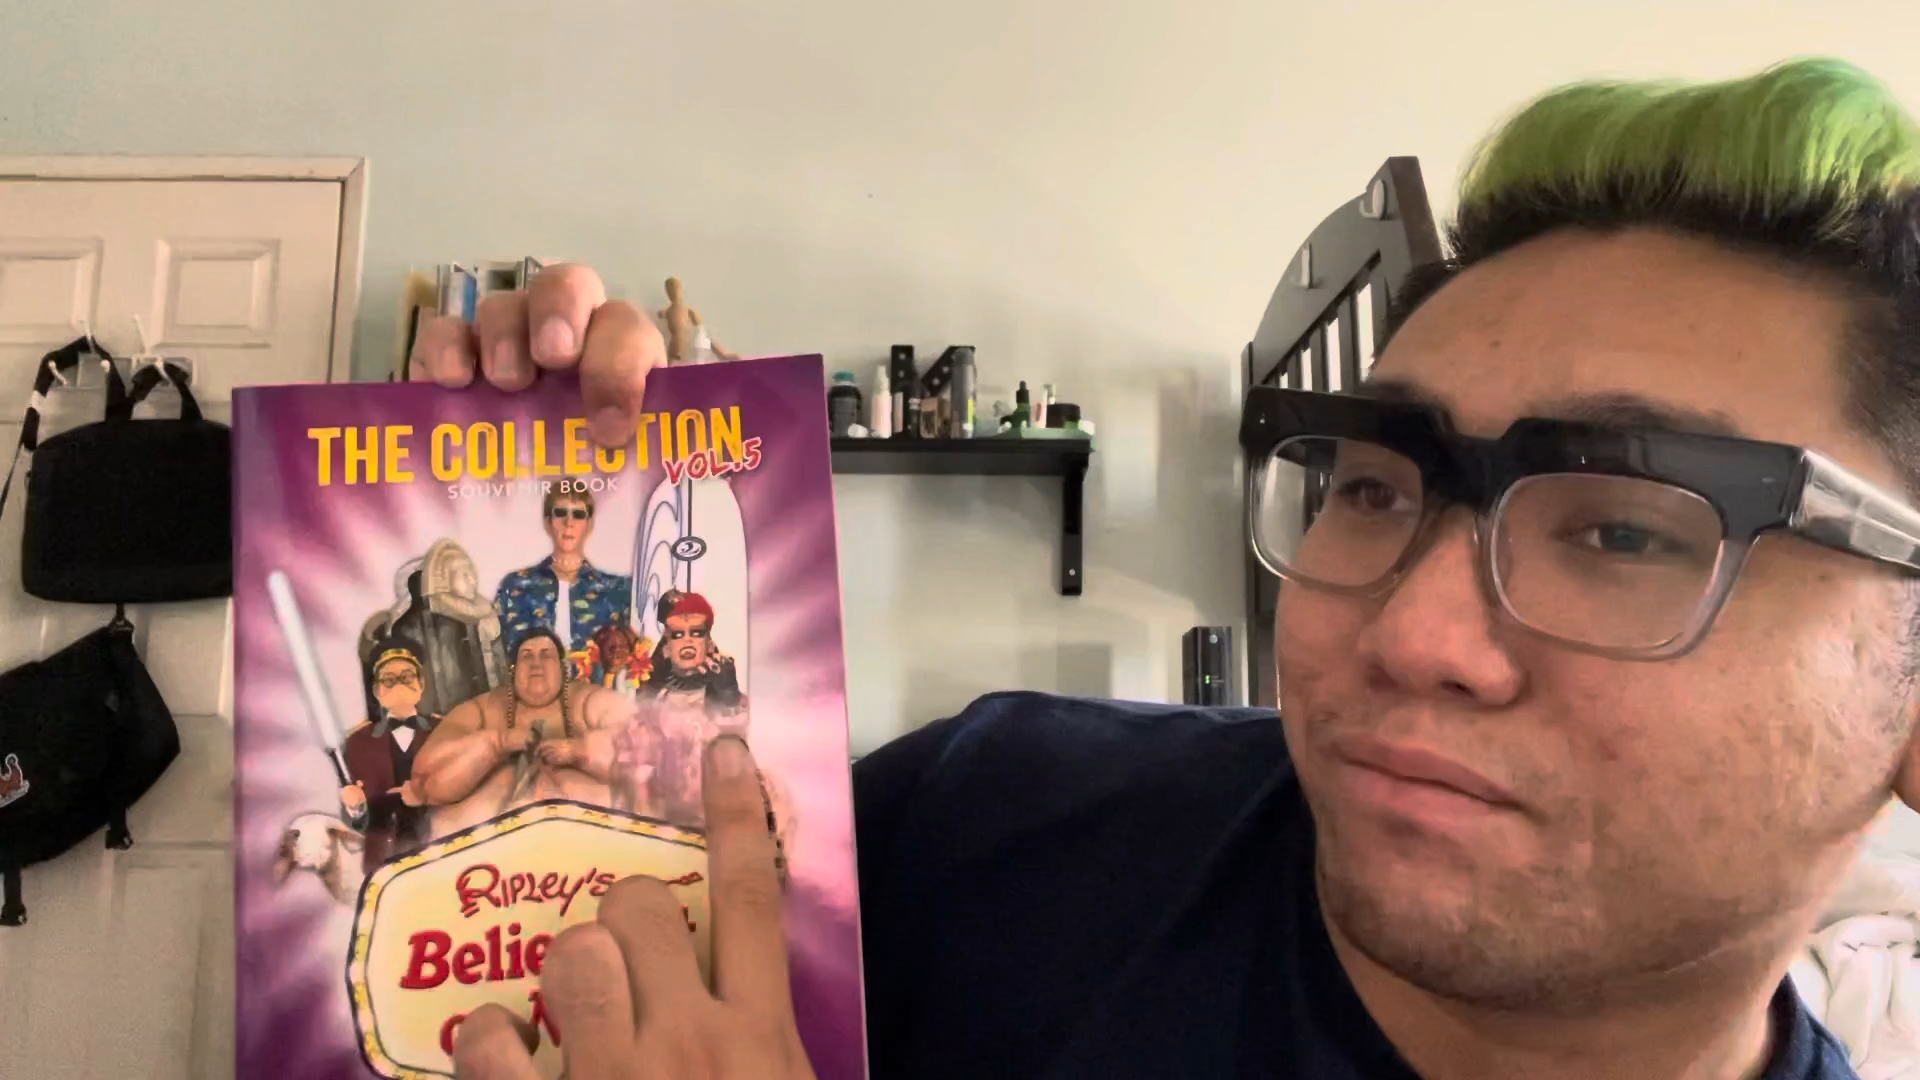 THE COLLECTION
VOL.5
SOUVENIR BOOK
RIPLEY'S
M